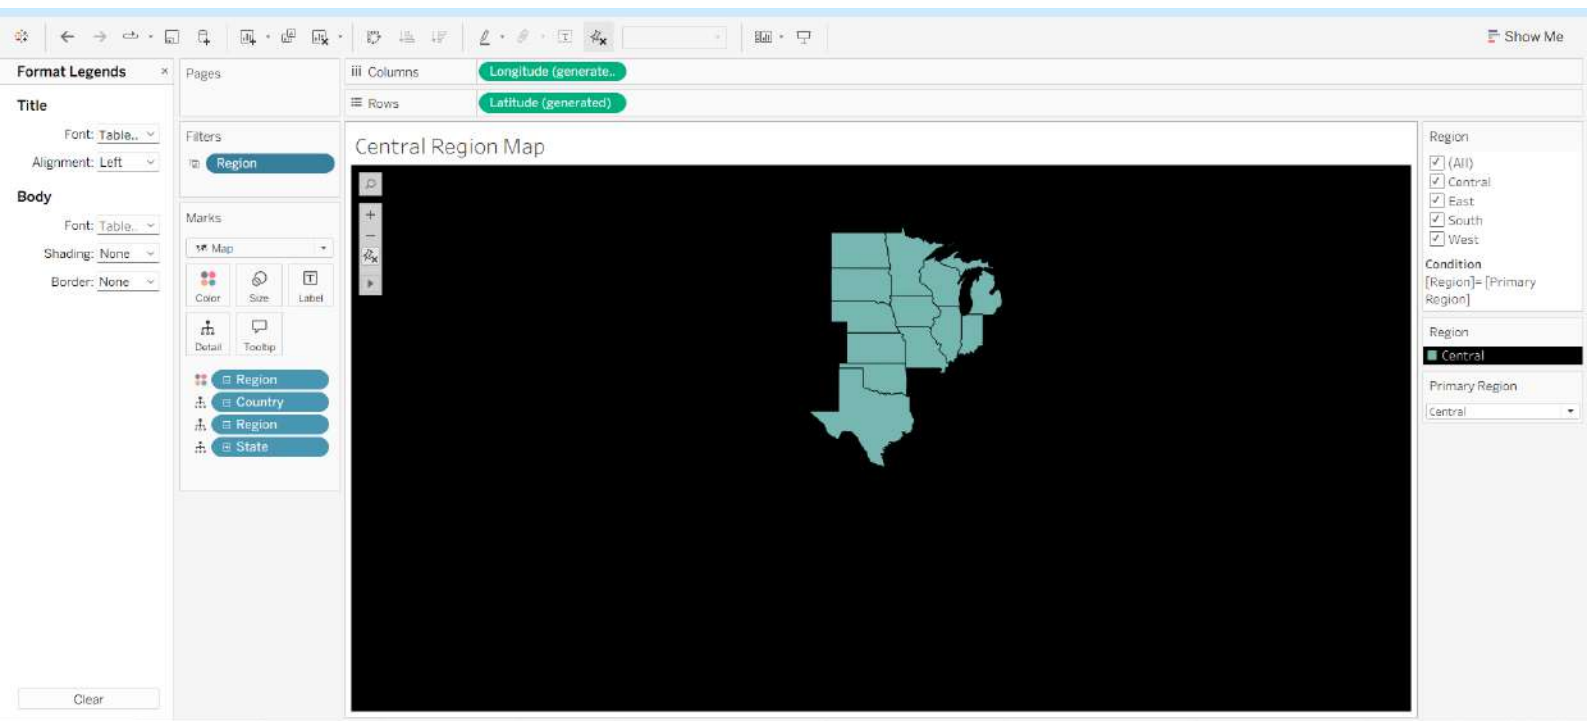 Show Me
Format Legends
Title
Font: Table..
Alignment: Left
Body
Font: Table..
Shading: None
Border: None
Clear
Pages
Filters
Region
Marks
Map
Color
Size
Label
Detail
Tooltip
Region
Country
Region
State
Columns
Longitude (generate..
Rows
Latitude (generated)
Central Region Map
Region
(All)
Central
East
South
West
Condition
[Region]= [Primary
Region]
Region
Central
Primary Region
Central